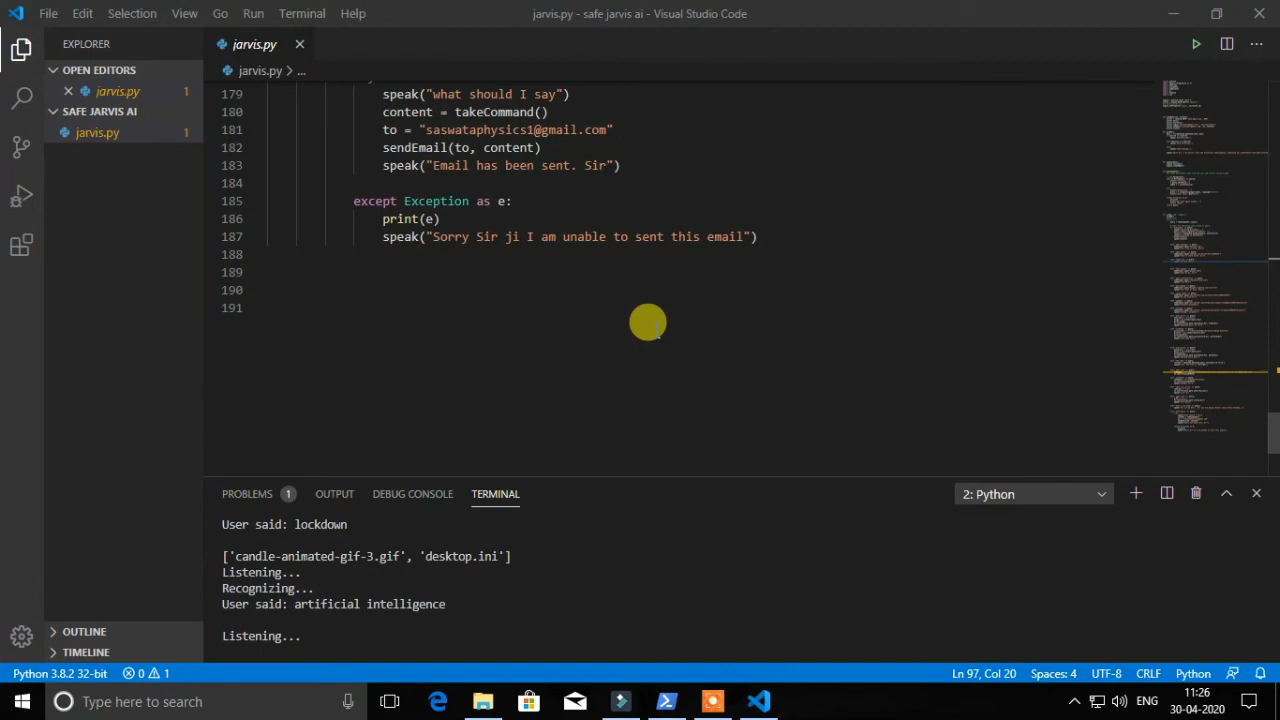 File Edit Selection View Go Run Terminal Help jarvis.py - safe jarvis ai - Visual Studio Code
EXPLORER
jarvis.py
OPEN EDITORS
jarvis.py > ...
jarvis.py 1
SAFE JARVIS AI
jarvis.py 1
179 speak("what should I say")
180 content = takeCommand()
181 to = "saswataphysics1@gmail.com"
182 sendEmail(to, content)
183 speak("Email has been sent. Sir")
184
185 except Exception as e:
186 print(e)
187 speak("Sorry Sir ji I am unable to sent this email")
188
189
190
191
PROBLEMS 1 OUTPUT DEBUG CONSOLE TERMINAL 2: Python
User said: lockdown
['candle-animated-gif-3.gif', 'desktop.ini']
Listening...
Recognizing...
User said: artificial intelligence
Listening...
OUTLINE
TIMELINE
Python 3.8.2 32-bit 0 1 Ln 97, Col 20 Spaces: 4 UTF-8 CRLF Python
Type here to search
ENG
11:26
30-04-2020